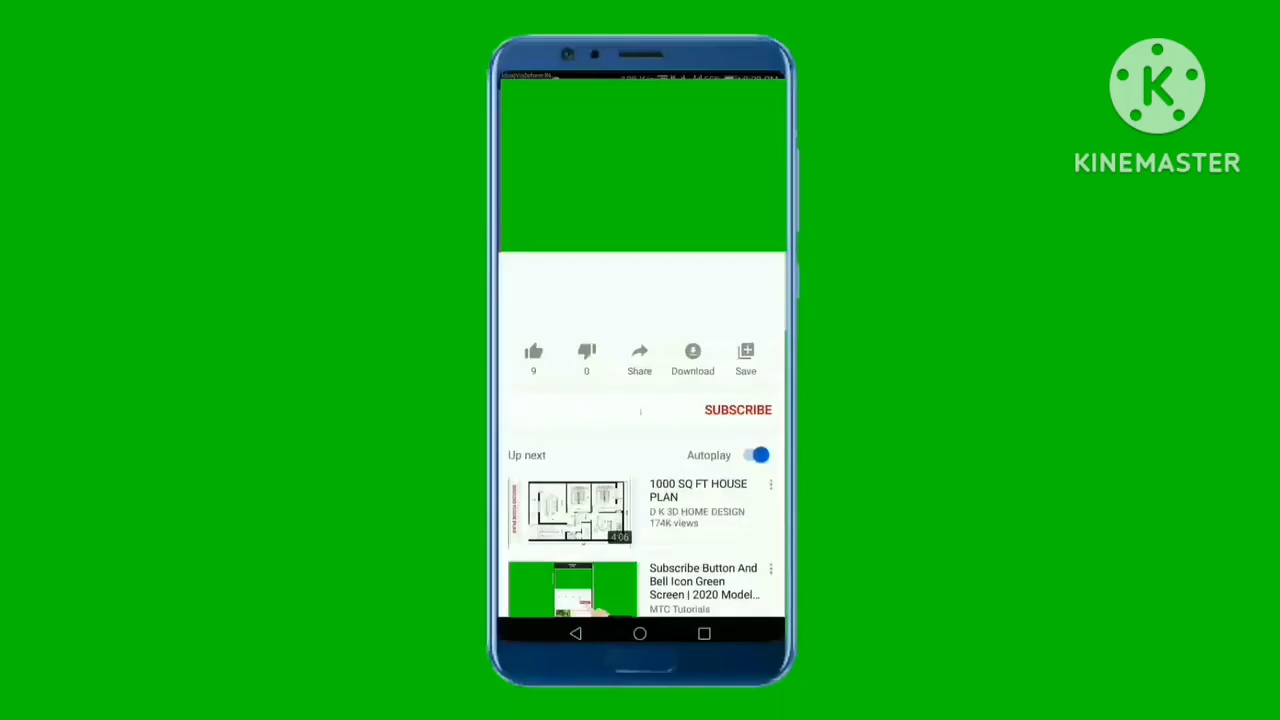 KINEMASTER
9
0
Share
Download
Save
SUBSCRIBE
Up next
Autoplay
1000 SQ FT HOUSE
PLAN
D K 3D HOME DESIGN
174K views
4:06
Subscribe Button And
Bell Icon Green
Screen | 2020 Model...
MTC Tutorials